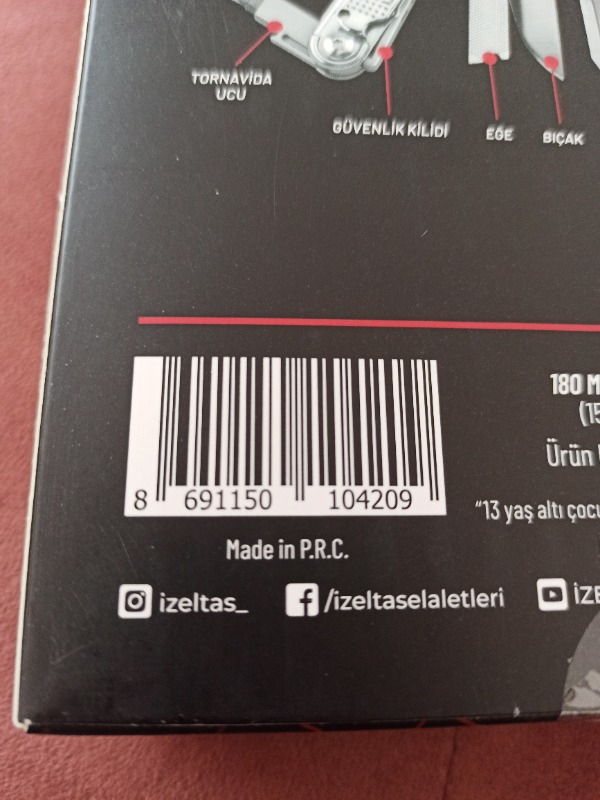 TORNAVİDA
UCU
GÜVENLİK KİLİDİ
EĞE
BIÇAK
180 M
(15
Ürün
"13 yaş altı çocu
8 691150 104209
Made in P.R.C.
izeltas_
/izeltaselaletleri
İZE